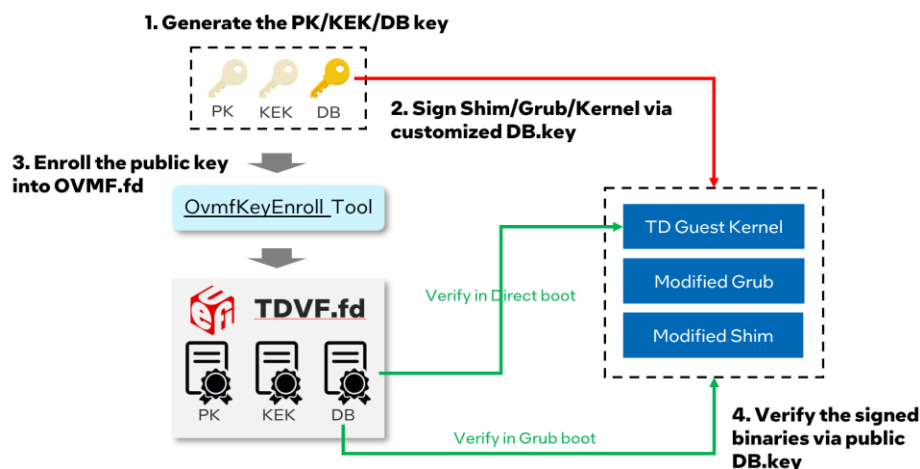 1. Generate the PK/KEK/DB key
PK
KEK
DB
2. Sign Shim/Grub/Kernel via
customized DB.key
3. Enroll the public key
into OVMF.fd
OvmfKeyEnroll Tool
TD Guest Kernel
Modified Grub
Modified Shim
Verify in Direct boot
UEFI
TDVF.fd
PK
KEK
DB
Verify in Grub boot
4. Verify the signed
binaries via public
DB.key